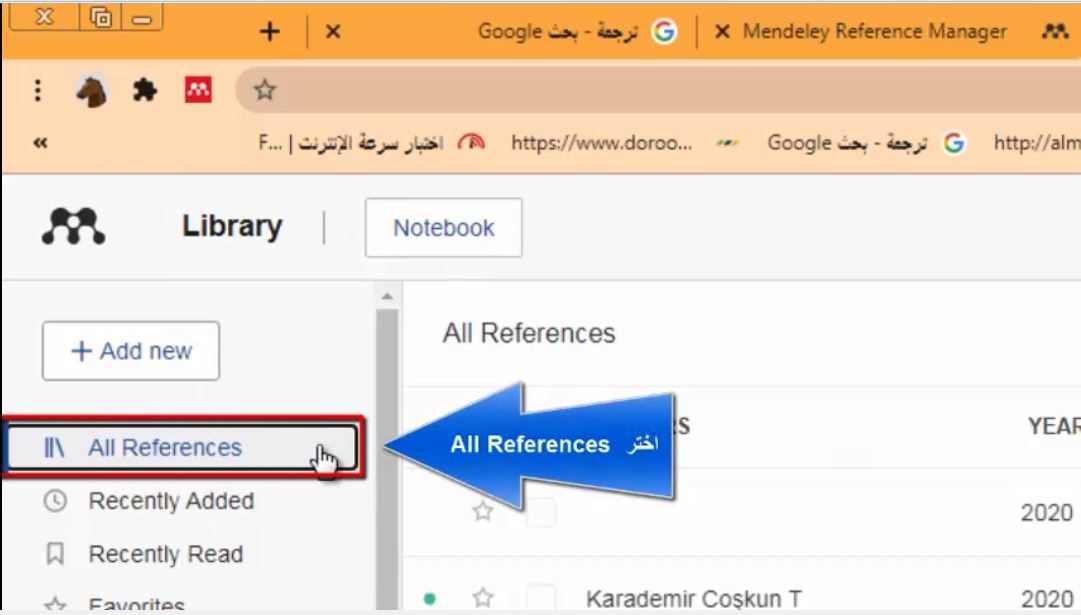 ترجمة - بحث Google
Mendeley Reference Manager
اختبار سرعة الإنترنت | F...
https://www.doroo...
ترجمة - بحث Google
http://alm
Library
Notebook
+ Add new
All References
All References
اختر All References
RS
YEAR
Recently Added
2020
Recently Read
Favorites
Karademir Coşkun T
2020